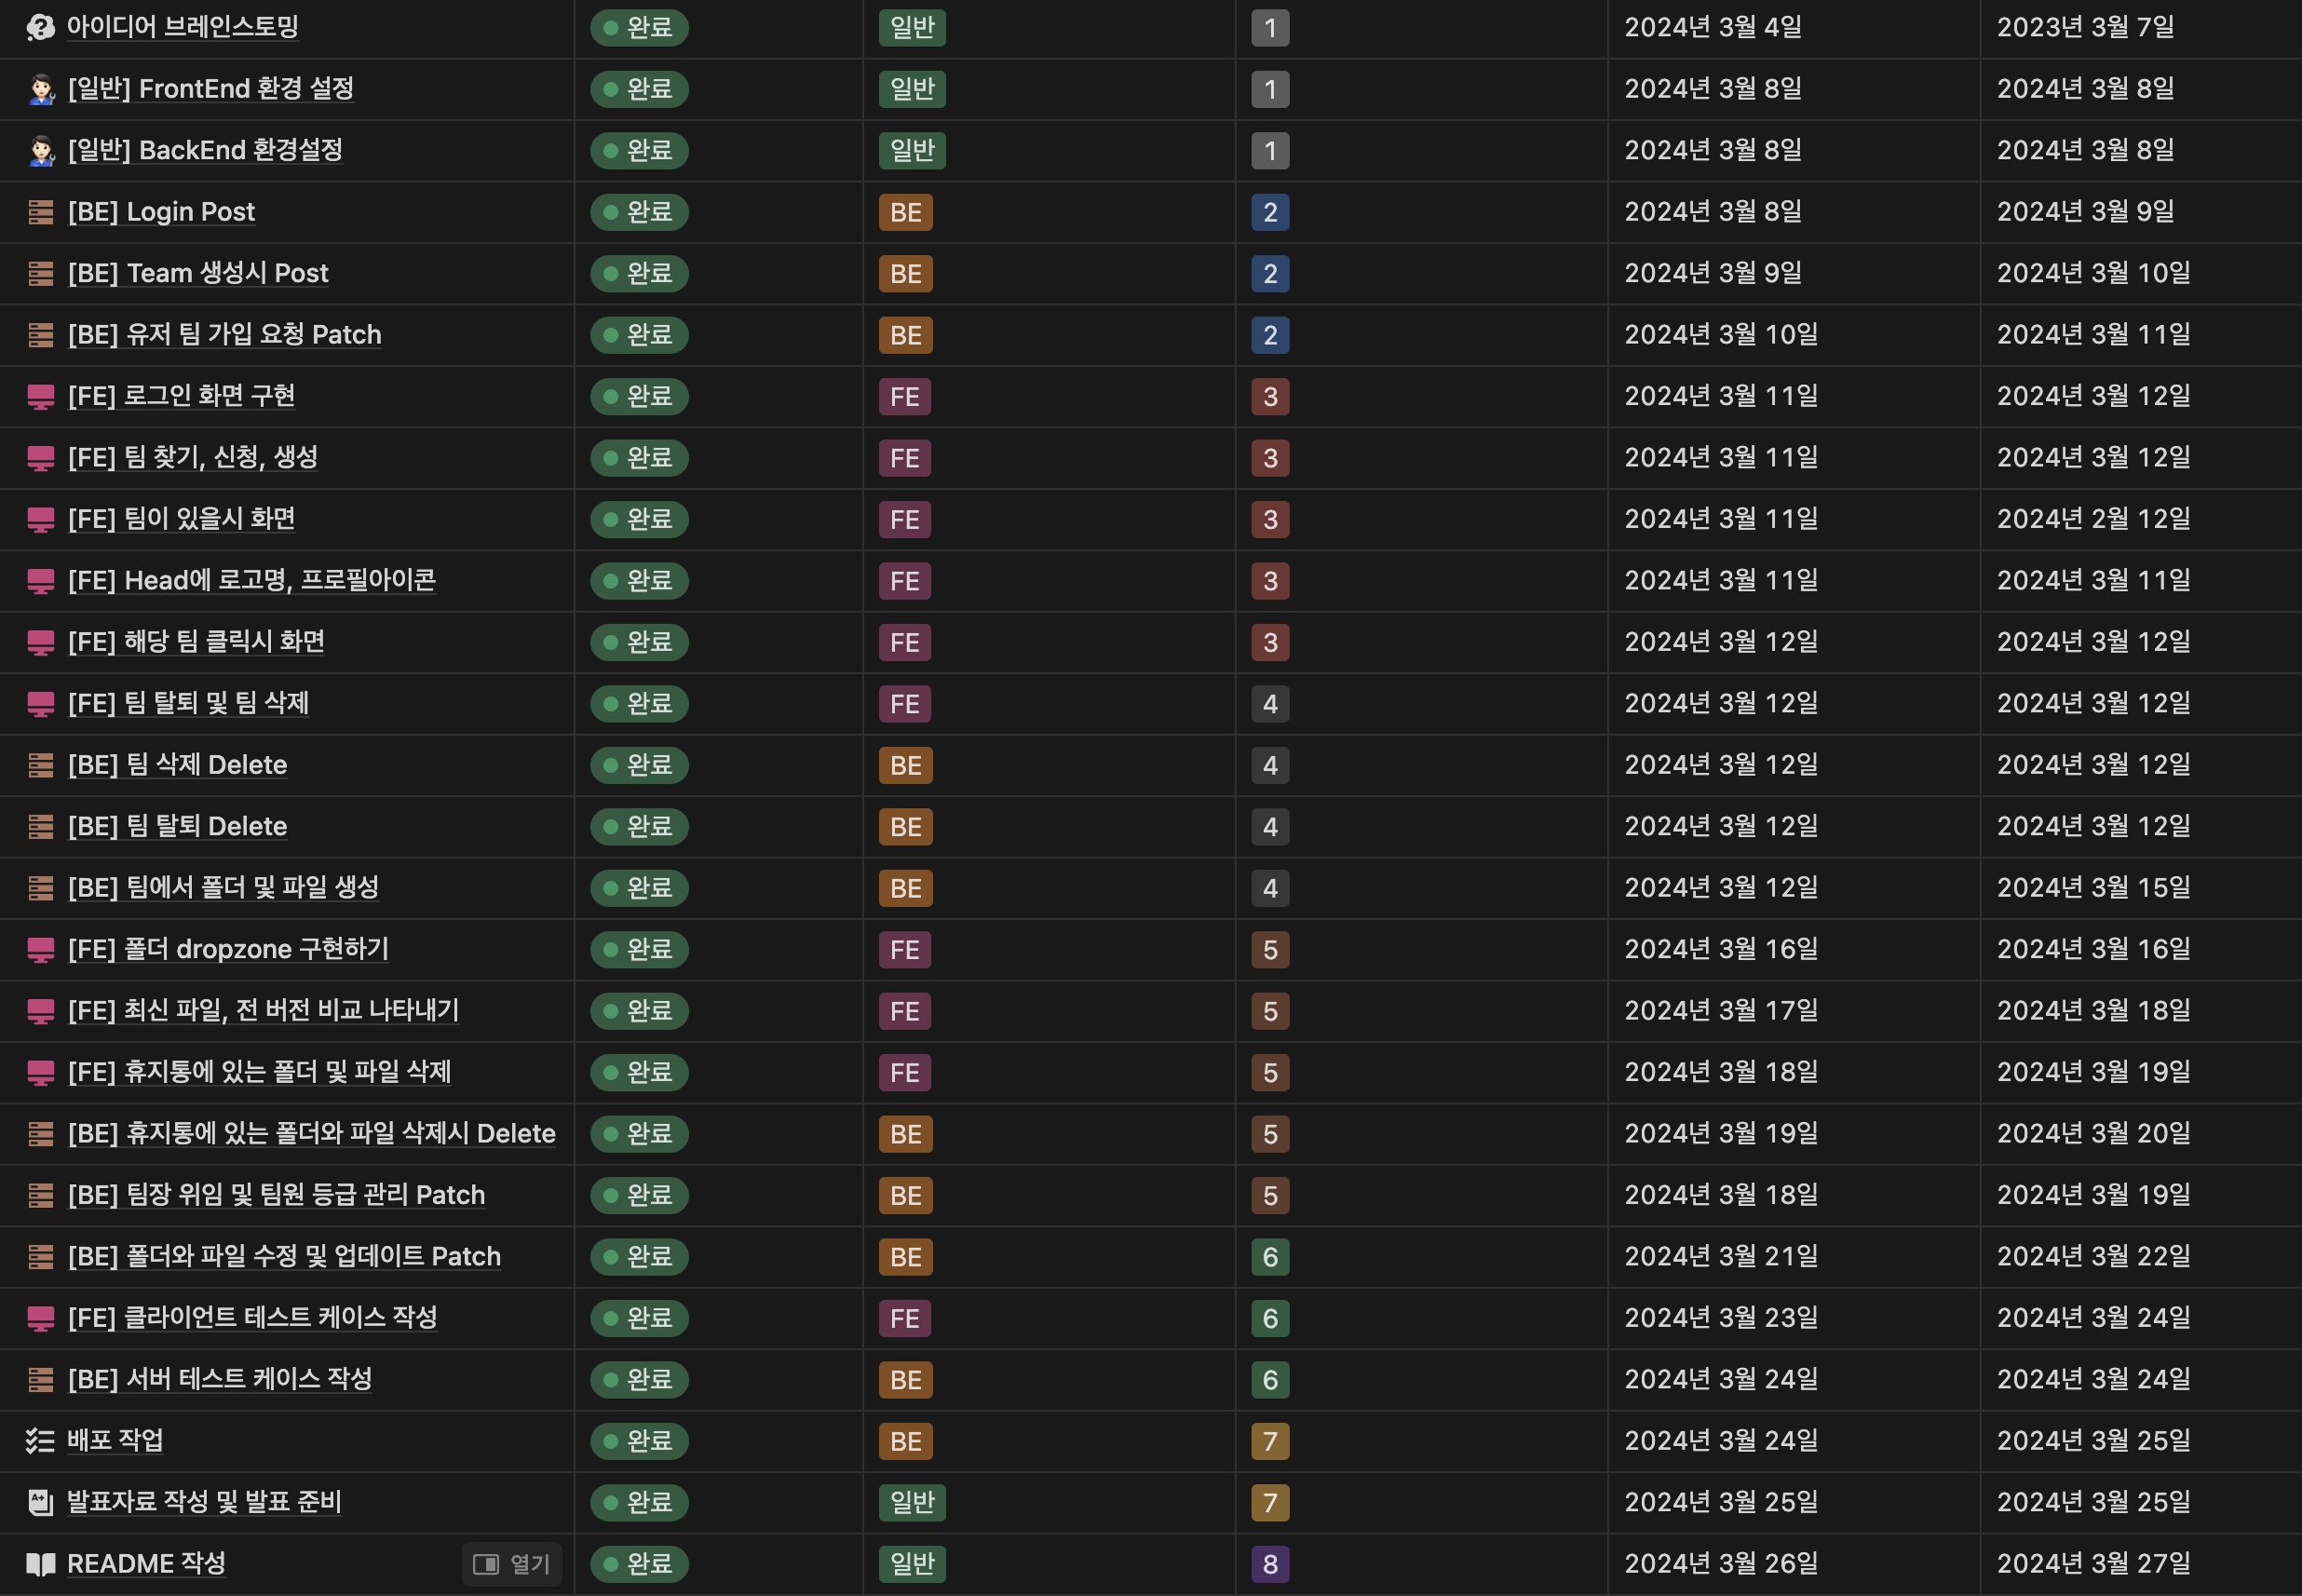 아이디어 브레인스토밍 완료 일반 1 2024년 3월 4일 2023년 3월 7일
[일반] FrontEnd 환경 설정 완료 일반 1 2024년 3월 8일 2024년 3월 8일
[일반] BackEnd 환경설정 완료 일반 1 2024년 3월 8일 2024년 3월 8일
[BE] Login Post 완료 BE 2 2024년 3월 8일 2024년 3월 9일
[BE] Team 생성시 Post 완료 BE 2 2024년 3월 9일 2024년 3월 10일
[BE] 유저 팀 가입 요청 Patch 완료 BE 2 2024년 3월 10일 2024년 3월 11일
[FE] 로그인 화면 구현 완료 FE 3 2024년 3월 11일 2024년 3월 12일
[FE] 팀 찾기, 신청, 생성 완료 FE 3 2024년 3월 11일 2024년 3월 12일
[FE] 팀이 있을시 화면 완료 FE 3 2024년 3월 11일 2024년 2월 12일
[FE] Head에 로고명, 프로필아이콘 완료 FE 3 2024년 3월 11일 2024년 3월 11일
[FE] 해당 팀 클릭시 화면 완료 FE 3 2024년 3월 12일 2024년 3월 12일
[FE] 팀 탈퇴 및 팀 삭제 완료 FE 4 2024년 3월 12일 2024년 3월 12일
[BE] 팀 삭제 Delete 완료 BE 4 2024년 3월 12일 2024년 3월 12일
[BE] 팀 탈퇴 Delete 완료 BE 4 2024년 3월 12일 2024년 3월 12일
[BE] 팀에서 폴더 및 파일 생성 완료 BE 4 2024년 3월 12일 2024년 3월 15일
[FE] 폴더 dropzone 구현하기 완료 FE 5 2024년 3월 16일 2024년 3월 16일
[FE] 최신 파일, 전 버전 비교 나타내기 완료 FE 5 2024년 3월 17일 2024년 3월 18일
[FE] 휴지통에 있는 폴더 및 파일 삭제 완료 FE 5 2024년 3월 18일 2024년 3월 19일
[BE] 휴지통에 있는 폴더와 파일 삭제시 Delete 완료 BE 5 2024년 3월 19일 2024년 3월 20일
[BE] 팀장 위임 및 팀원 등급 관리 Patch 완료 BE 5 2024년 3월 18일 2024년 3월 19일
[BE] 폴더와 파일 수정 및 업데이트 Patch 완료 BE 6 2024년 3월 21일 2024년 3월 22일
[FE] 클라이언트 테스트 케이스 작성 완료 FE 6 2024년 3월 23일 2024년 3월 24일
[BE] 서버 테스트 케이스 작성 완료 BE 6 2024년 3월 24일 2024년 3월 24일
배포 작업 완료 BE 7 2024년 3월 24일 2024년 3월 25일
발표자료 작성 및 발표 준비 완료 일반 7 2024년 3월 25일 2024년 3월 25일
README 작성 열기 완료 일반 8 2024년 3월 26일 2024년 3월 27일